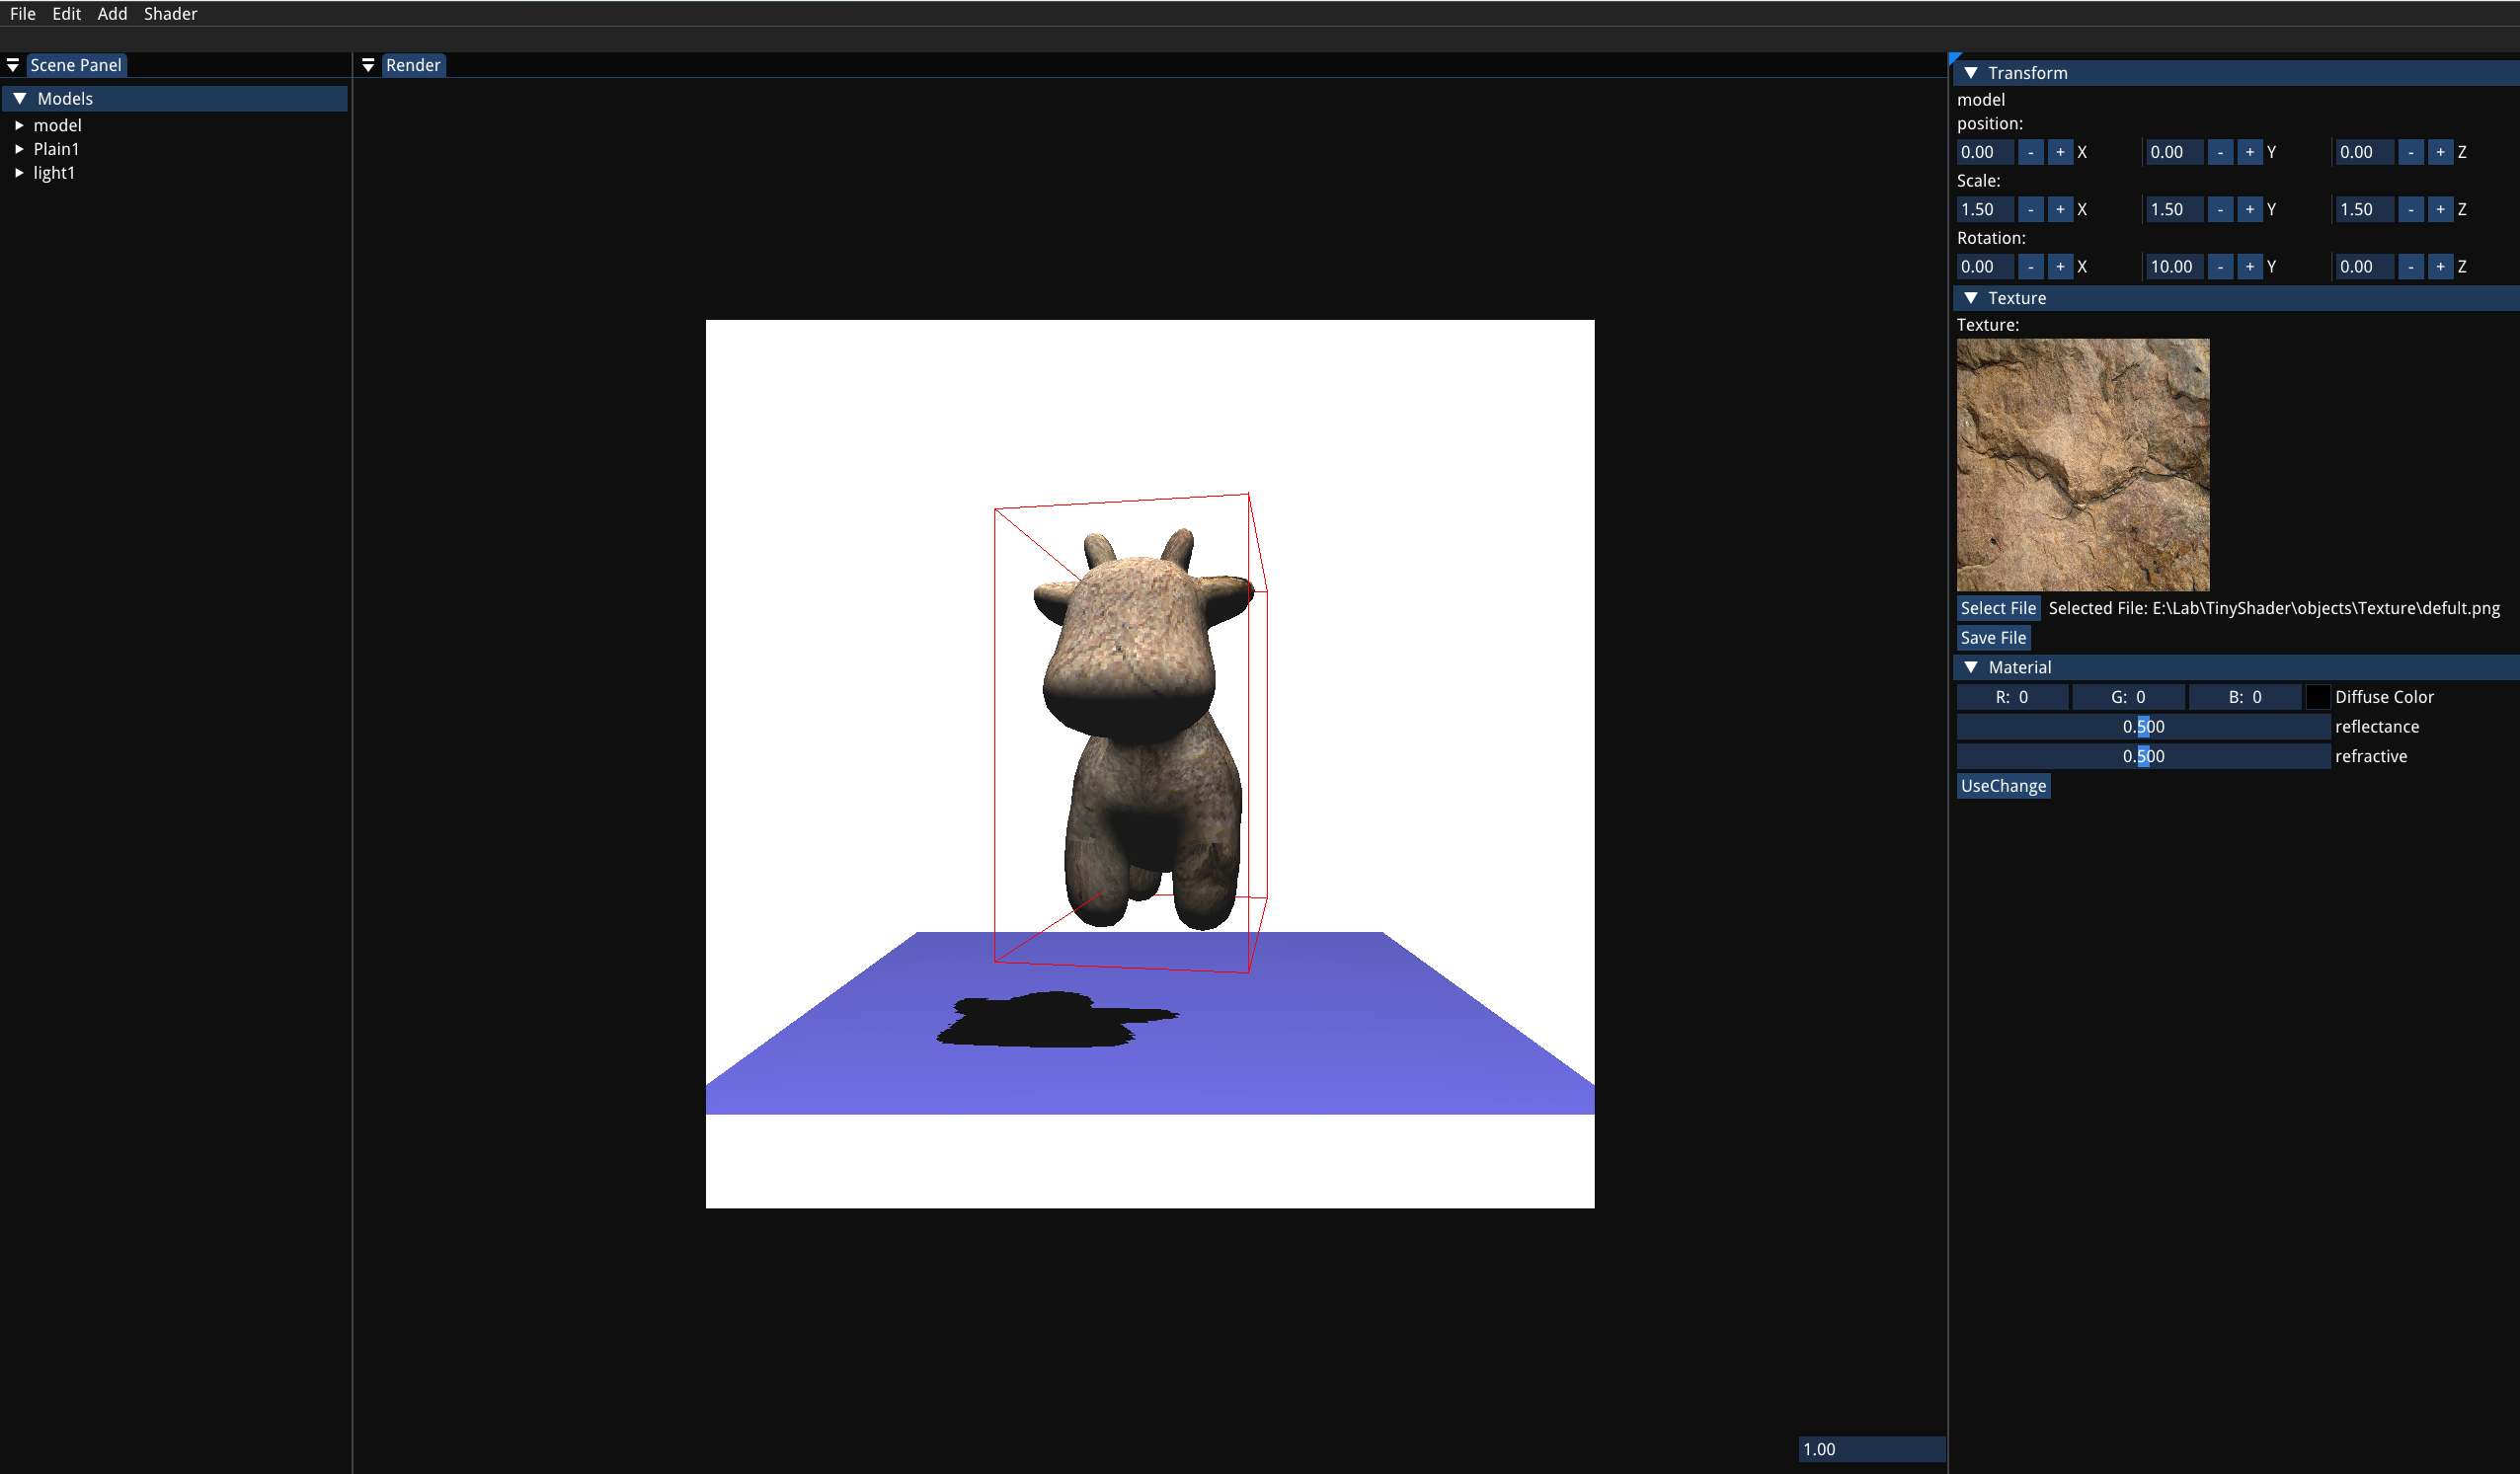 File Edit Add Shader
Scene Panel
Models
model
Plain1
light1
Render
1.00
Transform
model
position:
0.00 - + X 0.00 - + Y 0.00 - + Z
Scale:
1.50 - + X 1.50 - + Y 1.50 - + Z
Rotation:
0.00 - + X 10.00 - + Y 0.00 - + Z
Texture
Texture:
Select File Selected File: E:\Lab\TinyShader\objects\Texture\defult.png
Save File
Material
R: 0 G: 0 B: 0 Diffuse Color
0.500 reflectance
0.500 refractive
UseChange